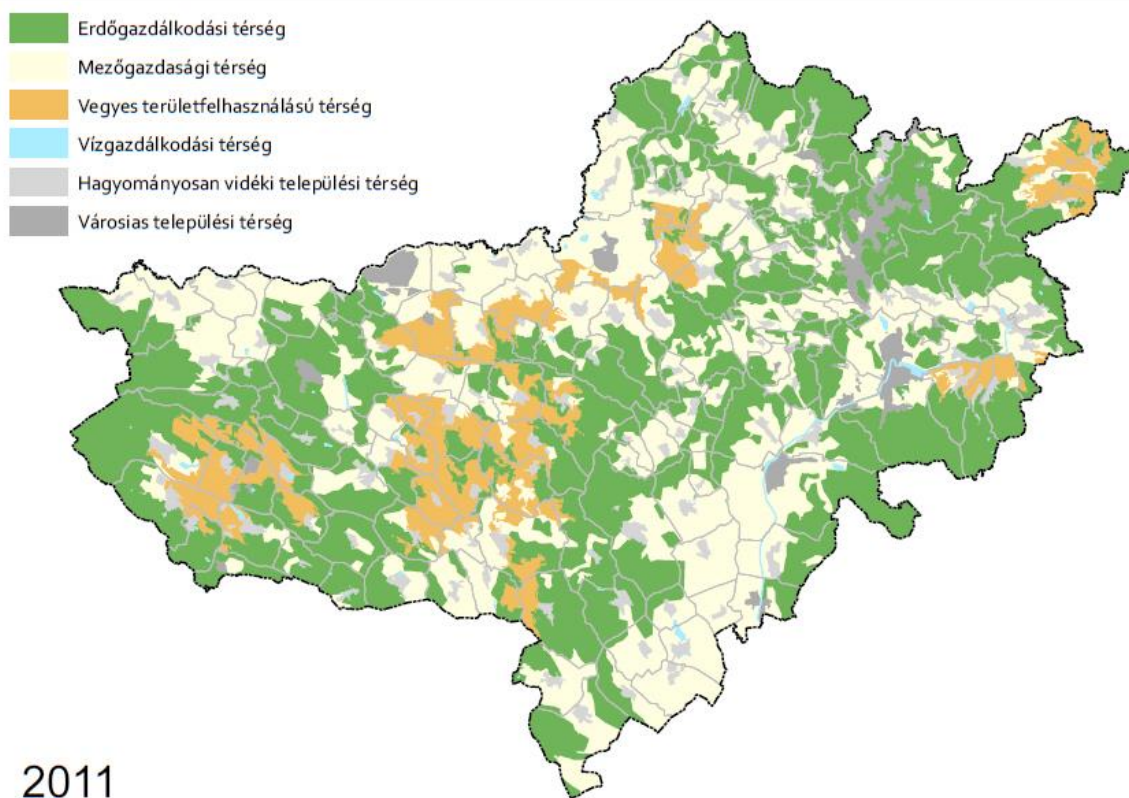 Erdőgazdálkodási térség
Mezőgazdasági térség
Vegyes területfelhasználású térség
Vízgazdálkodási térség
Hagyományosan vidéki települési térség
Városias települési térség
2011